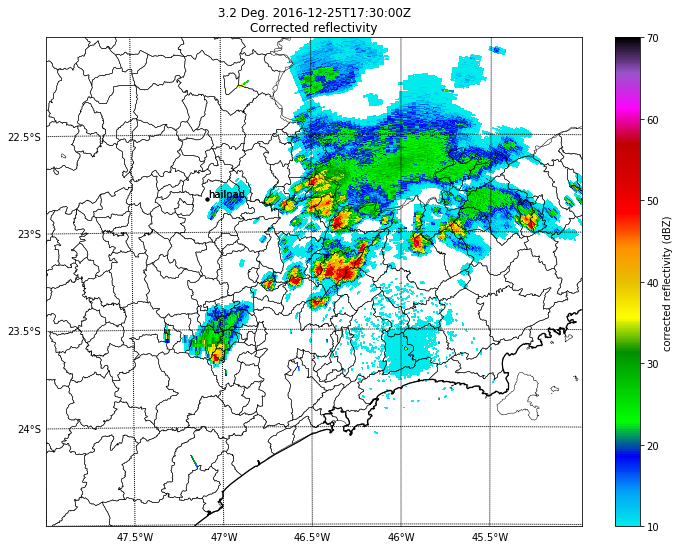 3.2 Deg. 2016-12-25T17:30:00Z
Corrected reflectivity
70
60
50
40
30
20
10
corrected reflectivity (dBZ)
22.5°S
23°S
23.5°S
24°S
hailpad
47.5°W
47°W
46.5°W
46°W
45.5°W